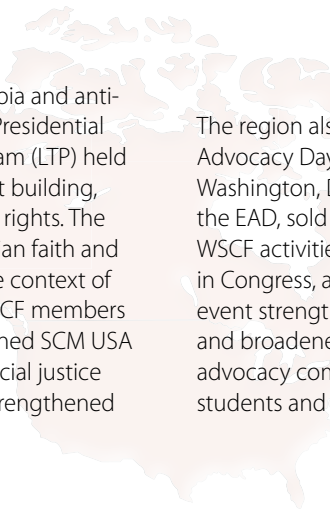 bia and anti-
Presidential
am (LTP) held
t building,
rights. The
an faith and
e context of
CF members
ned SCM USA
cial justice
rengthened
The region als
Advocacy Day
Washington, D
the EAD, sold
WSCF activitie
in Congress, a
event strengt
and broadene
advocacy com
students and